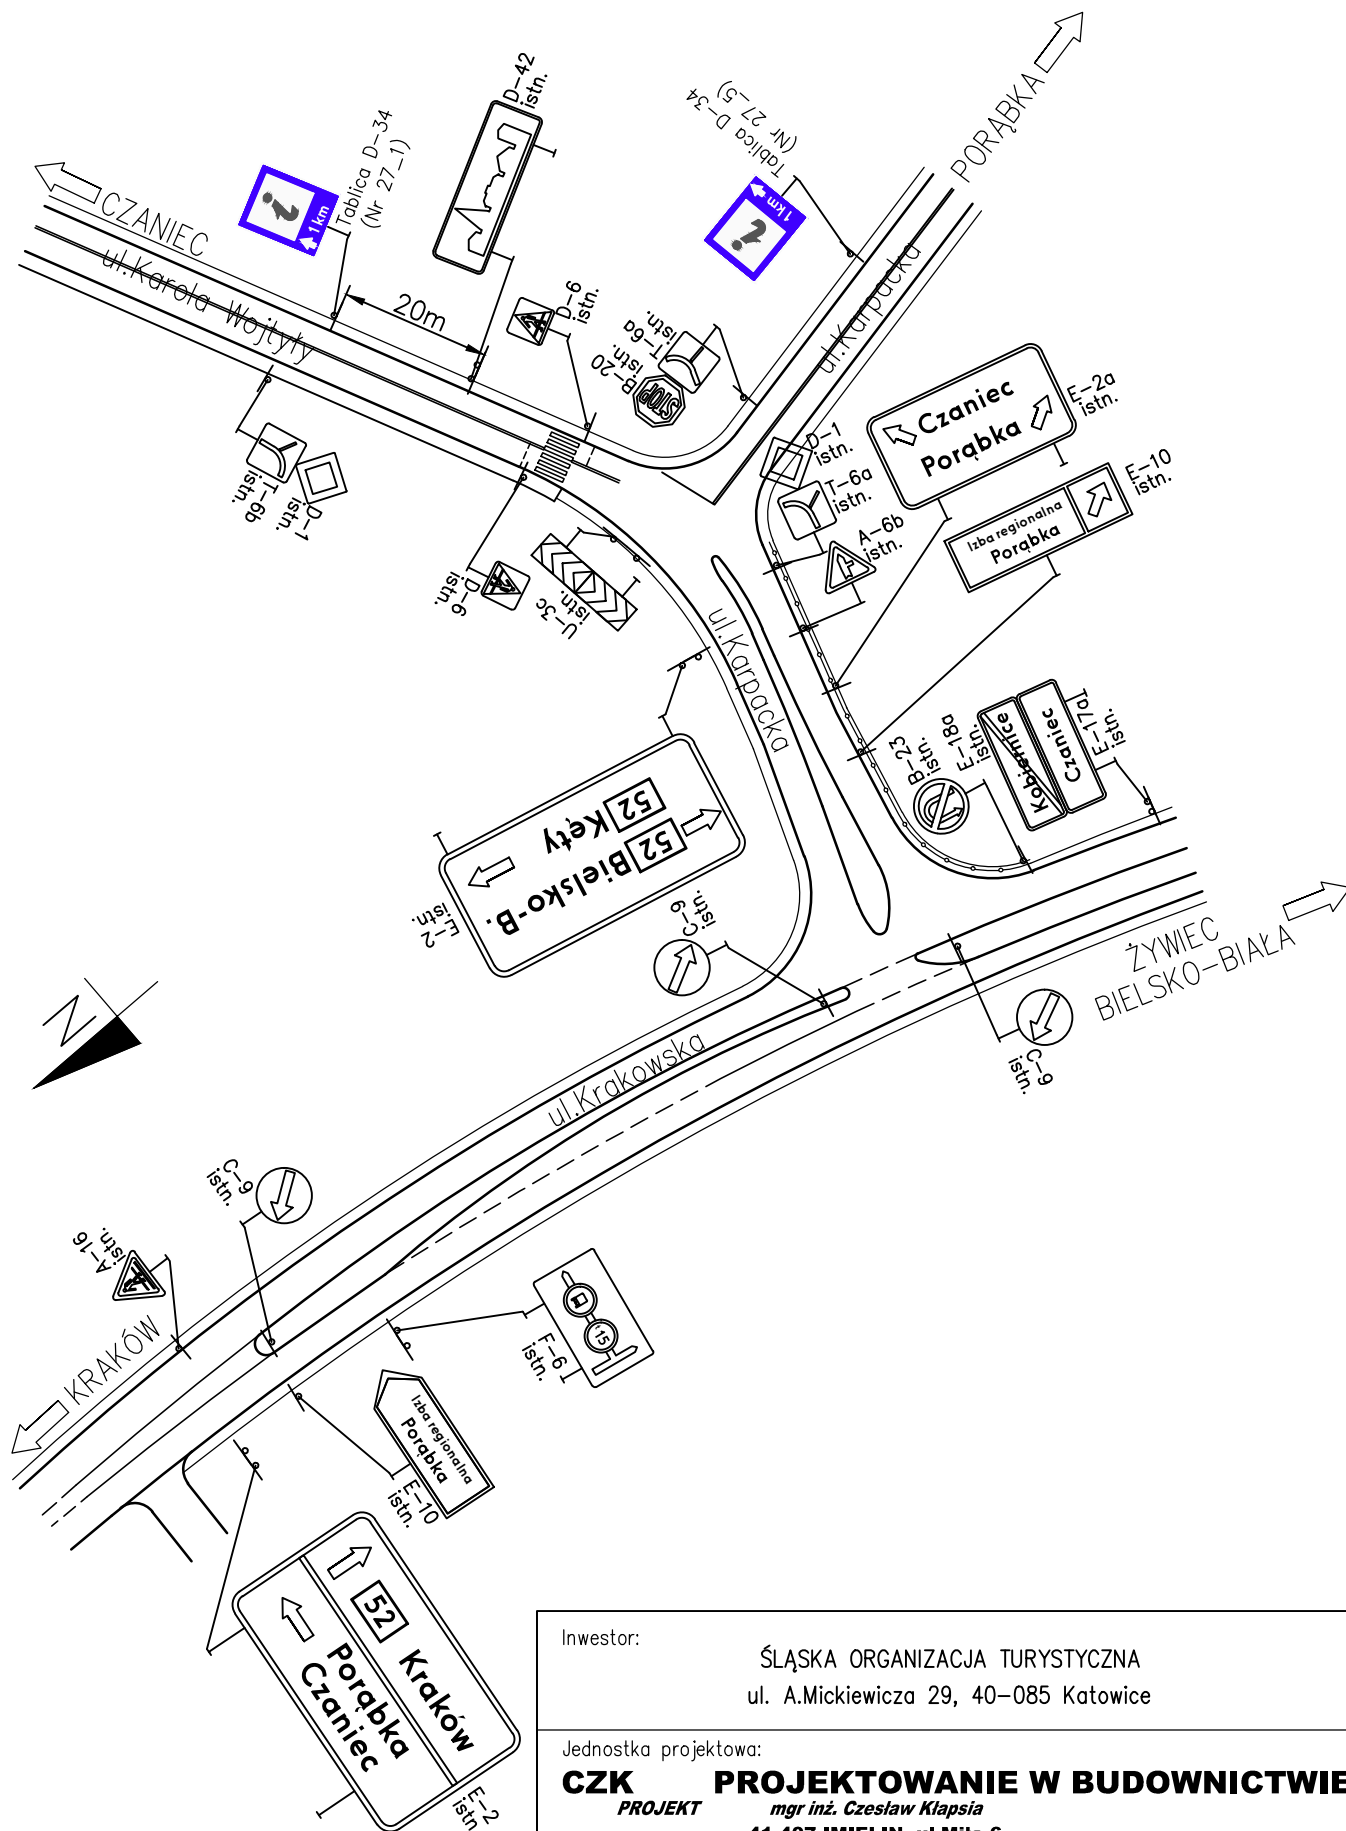 D-42
istn.
Tablica D-34
(Nr 27_1)
1 km
i
CZANIEC
ul.Karola Wojtyły
20m
Tablica D-34
(Nr 27_5)
1 km
i
PORĄBKA
ul.Karpacka
D-6
istn.
T-6a
istn.
B-20
istn.
STOP
D-1
istn.
T-6a
istn.
A-6b
istn.
Czaniec
Porąbka
E-2a
istn.
Izba regionalna
Porąbka
E-10
istn.
T-6b
istn.
D-1
istn.
D-6
istn.
U-3c
istn.
ul.Karpacka
B-23
istn.
E-18a
istn.
Kobiernice
Czaniec
E-17a1
istn.
52 Kęty
52 Bielsko-B.
E-2
istn.
C-9
istn.
ŻYWIEC
BIELSKO-BIAŁA
C-9
istn.
N
ul.Krakowska
C-9
istn.
A-16
istn.
KRAKÓW
15
F-6
istn.
Izba regionalna
Porąbka
E-10
istn.
52 Kraków
Porąbka
Czaniec
E-2
istn
Inwestor:
ŚLĄSKA ORGANIZACJA TURYSTYCZNA
ul. A.Mickiewicza 29, 40-085 Katowice
Jednostka projektowa:
CZK PROJEKTOWANIE W BUDOWNICTWIE
PROJEKT mgr inż. Czesław Kłapsia